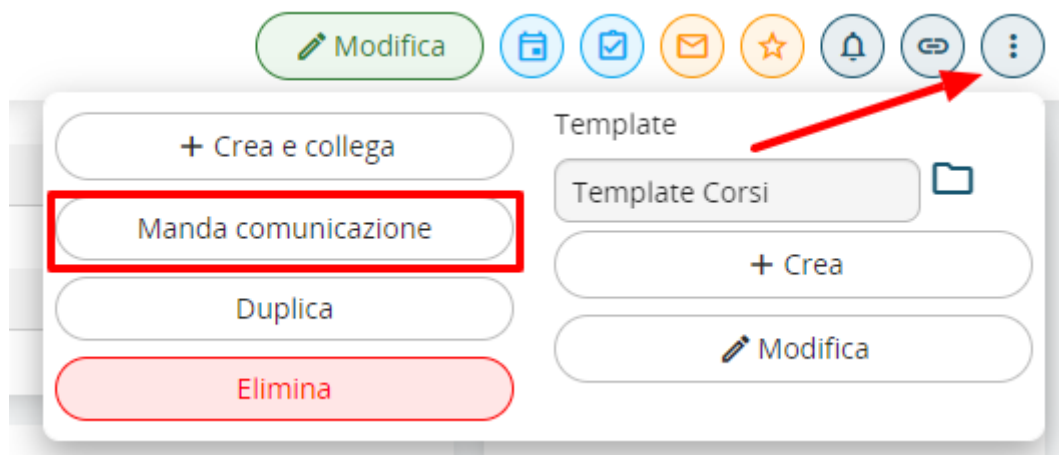 Modifica
+ Crea e collega
Manda comunicazione
Duplica
Elimina
Template
Template Corsi
+ Crea
Modifica